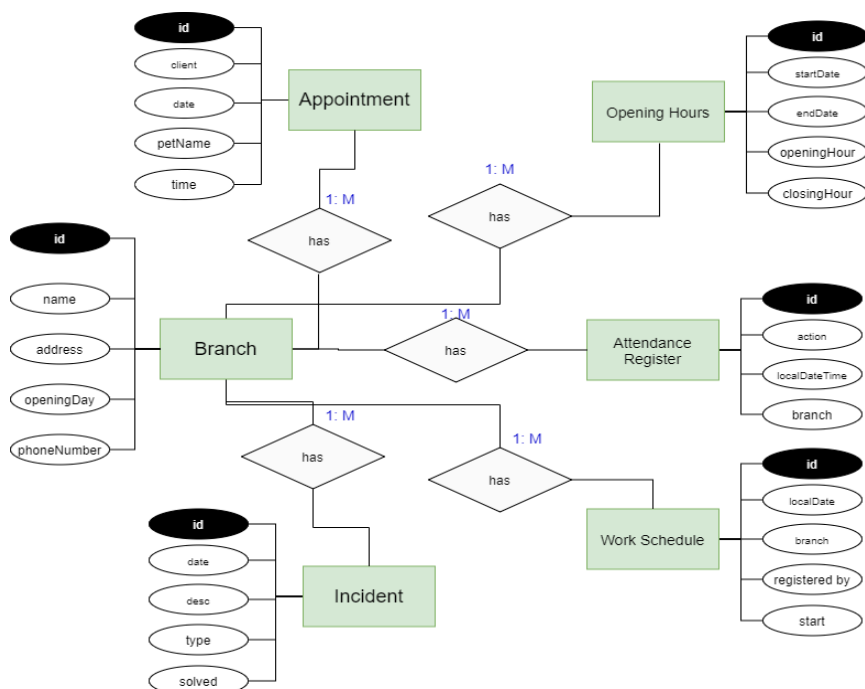 id
client
date
petName
time
Appointment
1: M
has
id
startDate
endDate
openingHour
closingHour
Opening Hours
1: M
has
id
name
address
openingDay
phoneNumber
Branch
1: M
has
Attendance
Register
id
action
localDateTime
branch
1: M
has
1: M
has
id
localDate
branch
registered by
start
Work Schedule
id
date
desc
type
solved
Incident